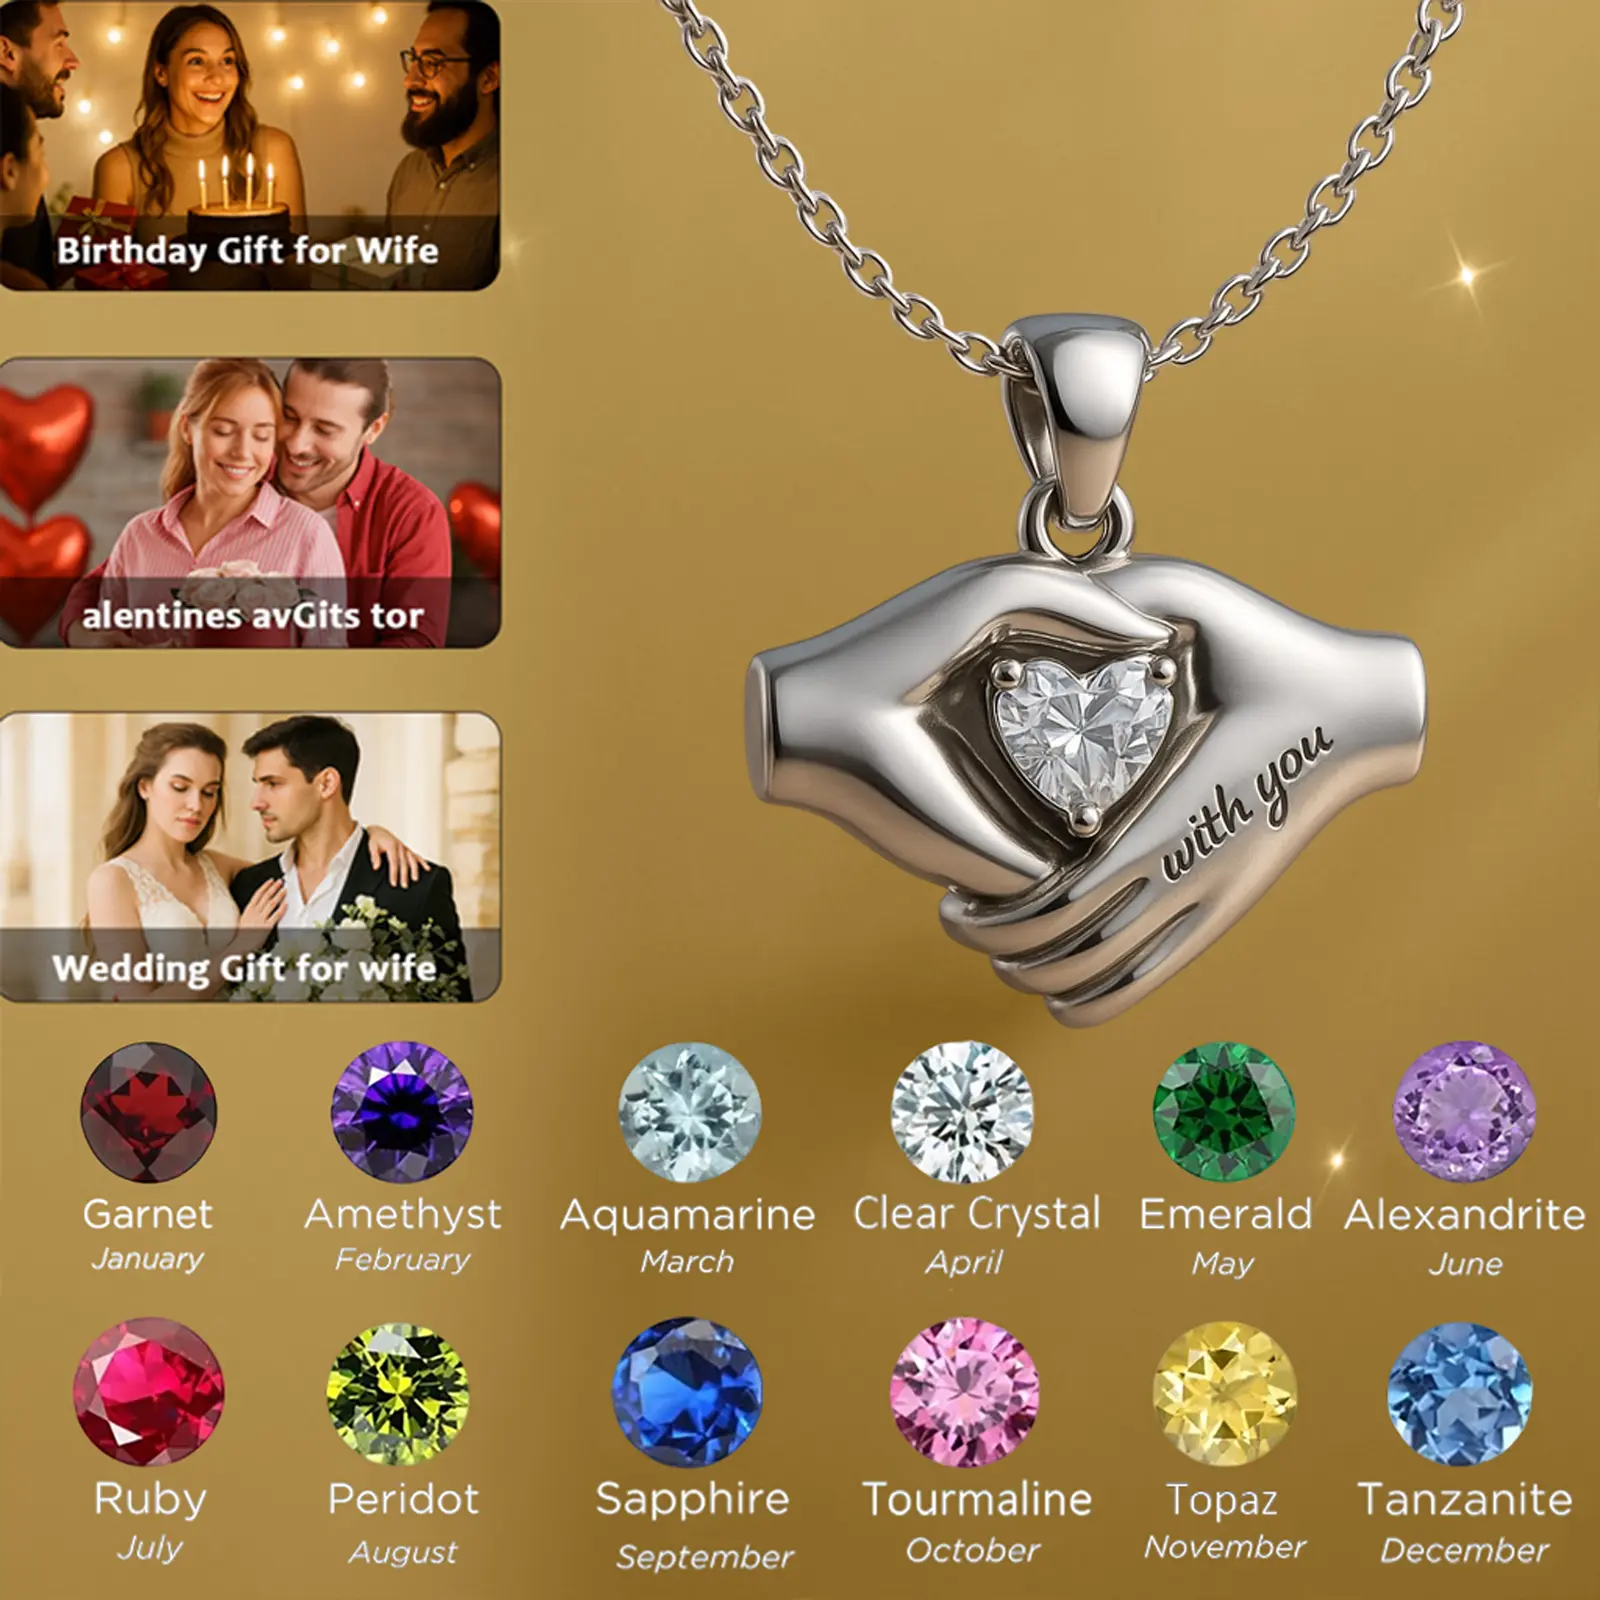 Birthday Gift for Wife
alentines avGits tor
Wedding Gift for wife
with you
Garnet
January
Amethyst
February
Aquamarine
March
Clear Crystal
April
Emerald
May
Alexandrite
June
Ruby
July
Peridot
August
Sapphire
September
Tourmaline
October
Topaz
November
Tanzanite
December